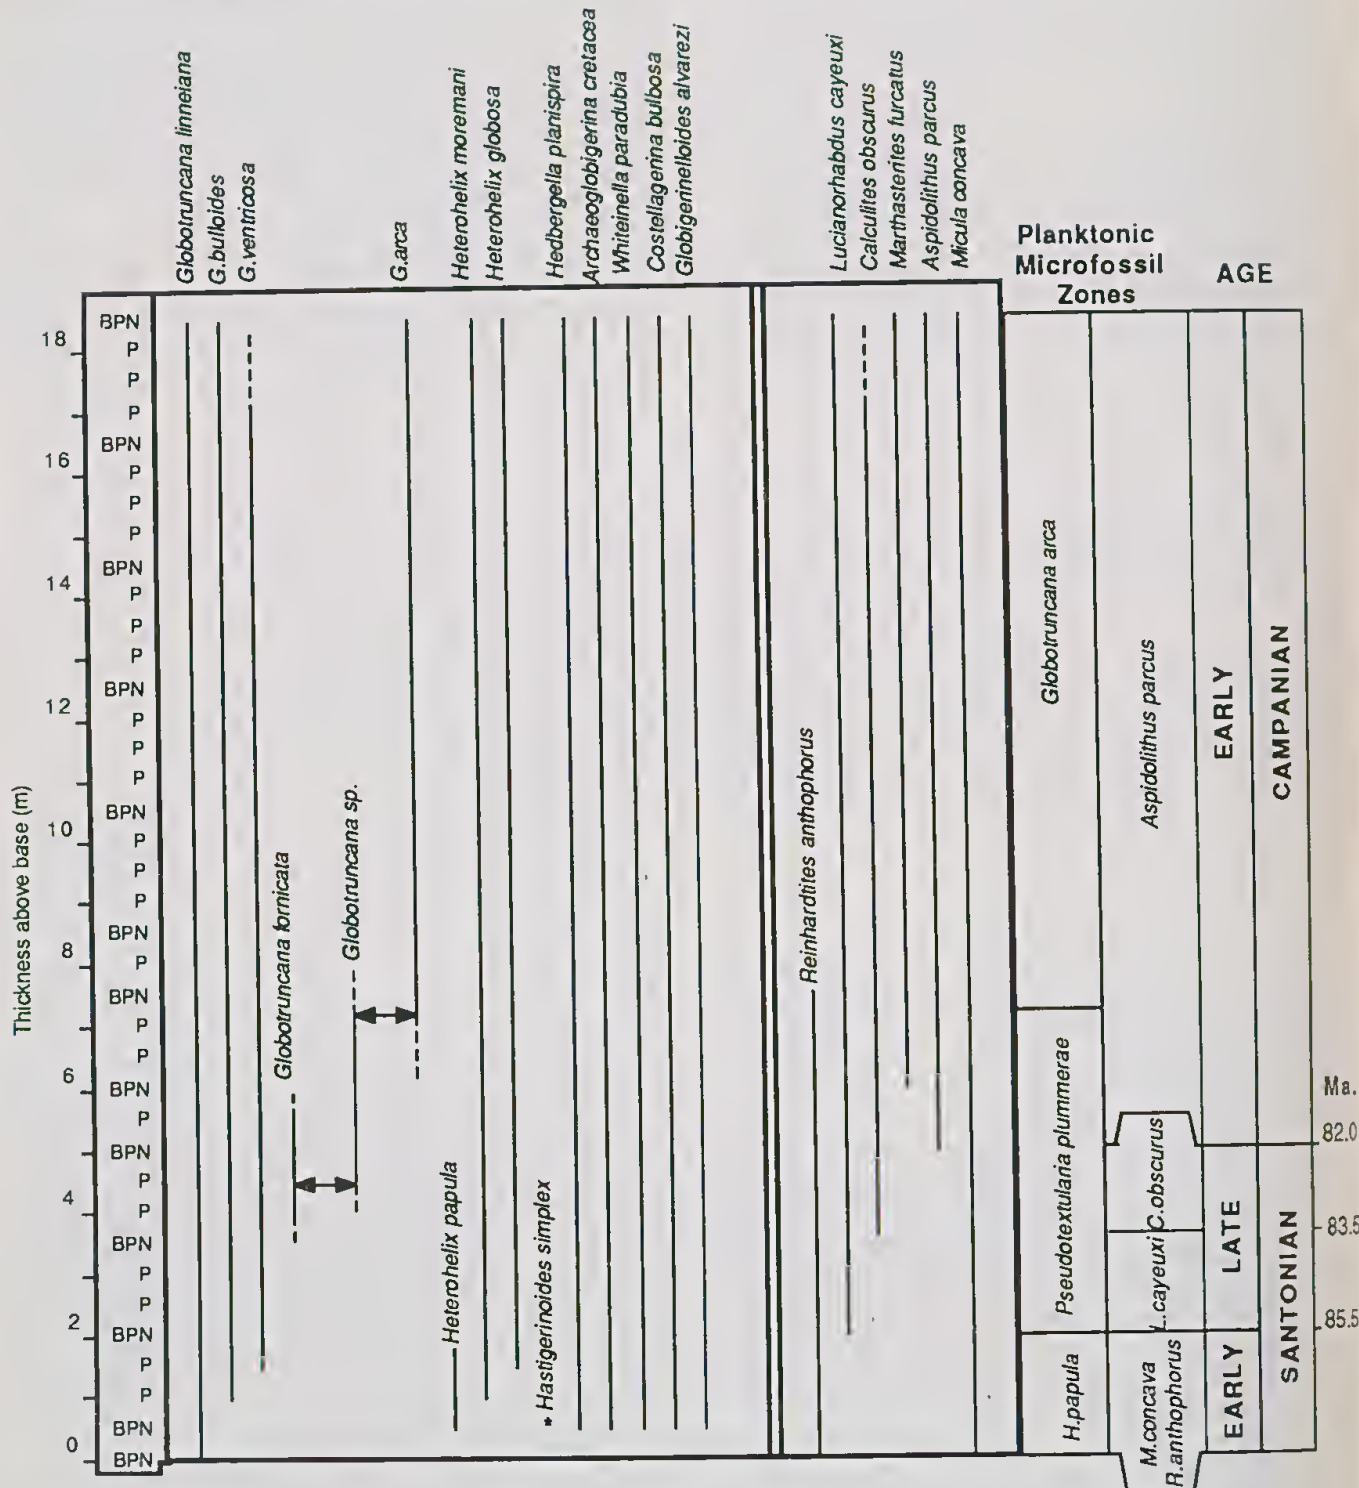 Globotruncana linneiana
G.bulloides
G.ventricosa
G.arca
Heterohelix moremani
Heterohelix globosa
Hedbergella planispira
Archaeoglobigerina cretacea
Whiteinella paradubia
Costellagerina bulbosa
Globigerinelloides alvarezi
Lucianorhabdus cayeuxi
Calculites obscurus
Marthasterites furcatus
Aspidolithus parcus
Micula concava
Planktonic
Microfossil
Zones
AGE
Thickness above base (m)
BPN
18
P
P
P
BPN
16
P
P
P
BPN
14
P
P
P
BPN
12
P
P
P
BPN
10
P
P
P
BPN
8
P
BPN
P
P
6
BPN
P
BPN
P
4
P
BPN
P
P
2
BPN
P
P
BPN
0
BPN
Globotruncana fornicata
Globotruncana sp.
Heterohelix papula
* Hastigerinoides simplex
Reinhardtites anthophorus
Globotruncana arca
Pseudotextularia plummerae
H.papula
Aspidolithus parcus
C.obscurus
L.cayeuxi
M.concava
R.anthophorus
EARLY
LATE
EARLY
CAMPANIAN
SANTONIAN
Ma.
82.0
83.5
85.5